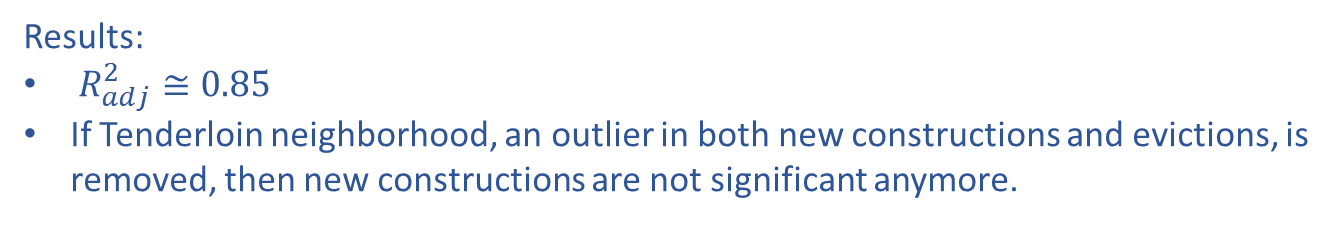 Results:
• R²adj ≅ 0.85
• If Tenderloin neighborhood, an outlier in both new constructions and evictions, is
removed, then new constructions are not significant anymore.